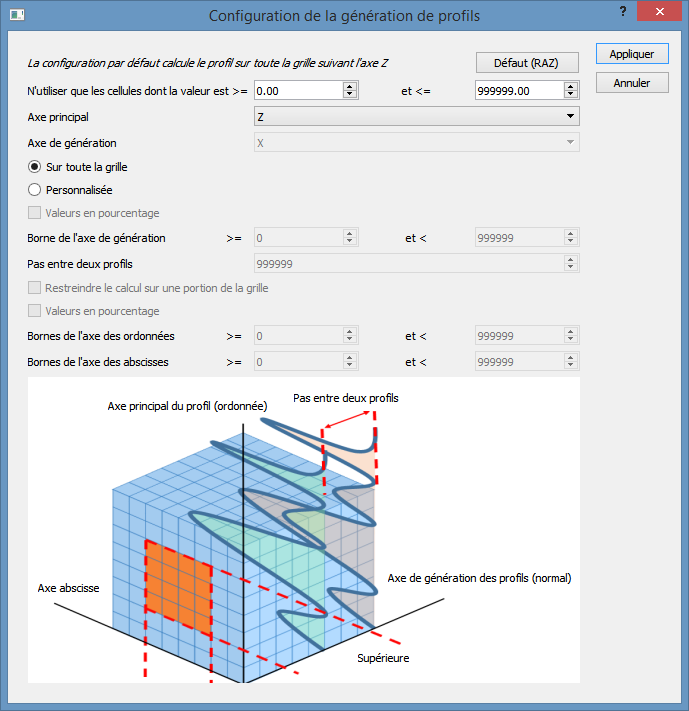 Configuration de la génération de profils
?
La configuration par défaut calcule le profil sur toute la grille suivant l'axe Z
Défaut (RAZ)
Appliquer
N'utiliser que les cellules dont la valeur est >= 0.00 et <= 999999.00
Annuler
Axe principal Z
Axe de génération X
Sur toute la grille
Personnalisée
Valeurs en pourcentage
Borne de l'axe de génération >= 0 et < 999999
Pas entre deux profils 999999
Restreindre le calcul sur une portion de la grille
Valeurs en pourcentage
Bornes de l'axe des ordonnées >= 0 et < 999999
Bornes de l'axe des abscisses >= 0 et < 999999
Pas entre deux profils
Axe principal du profil (ordonnée)
Axe de génération des profils (normal)
Axe abscisse
Supérieure